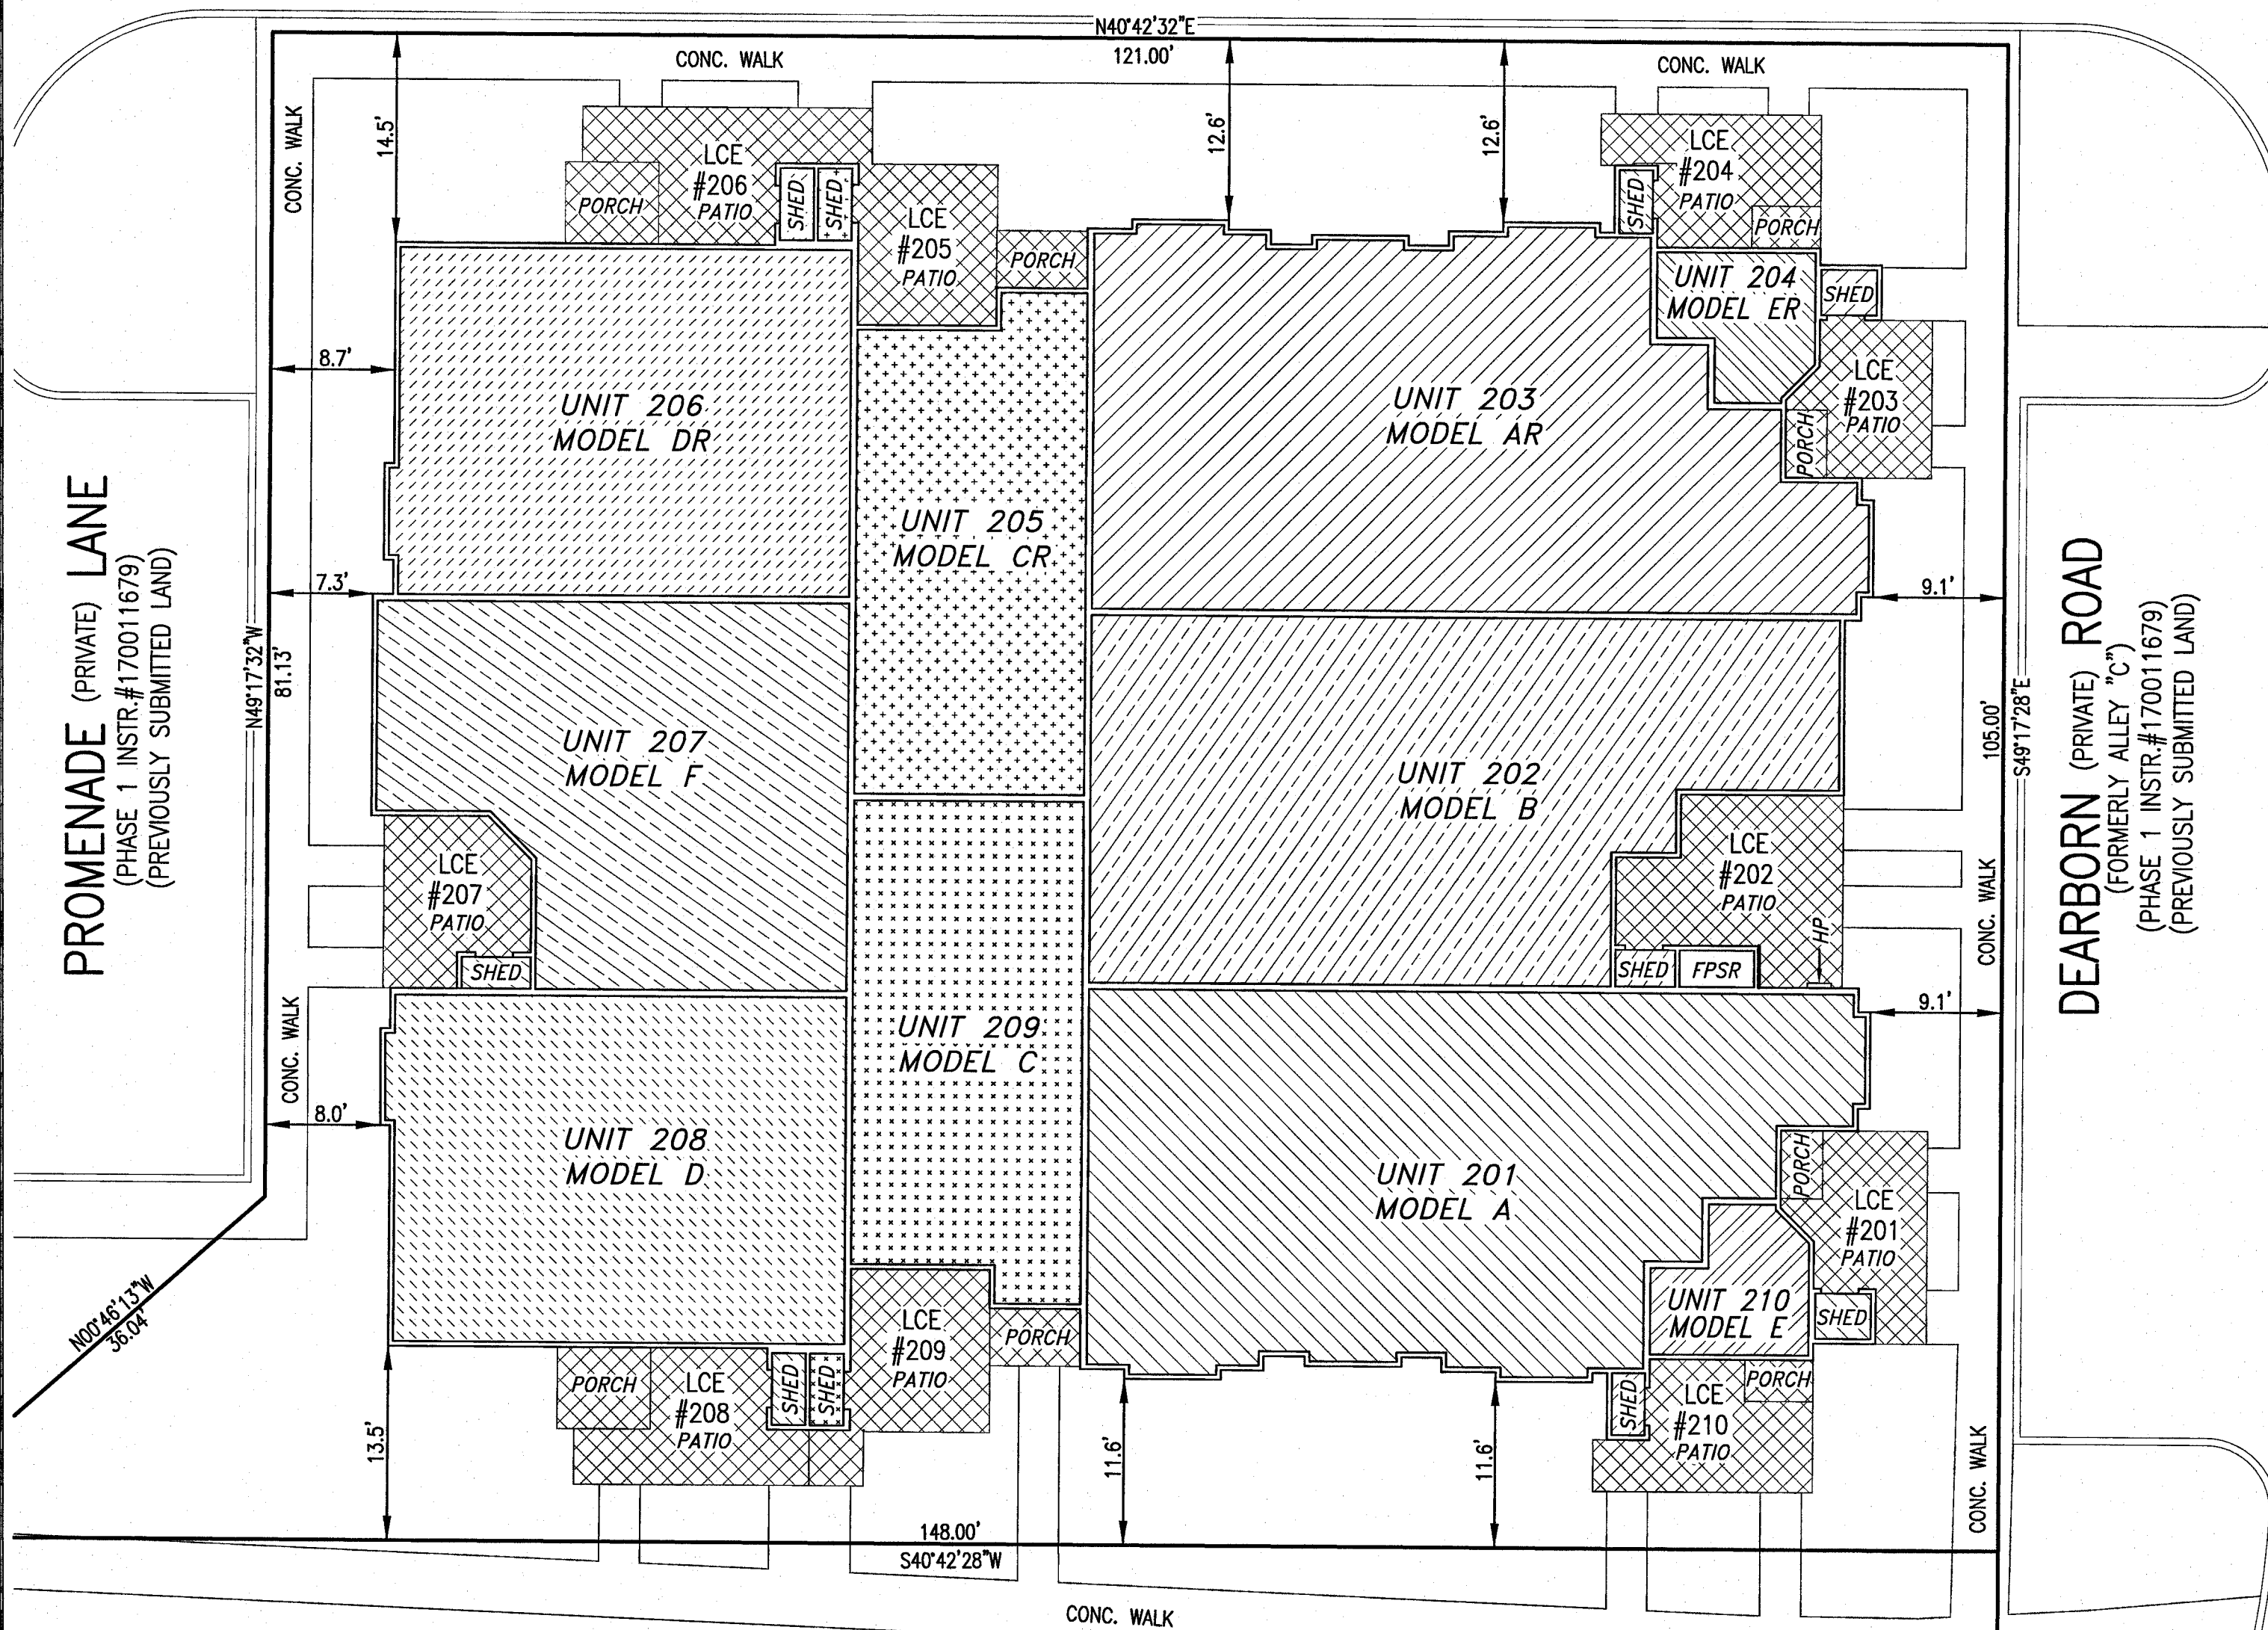 N40°42'32"E
121.00'
CONC. WALK
CONC. WALK
CONC. WALK
14.5'
12.6'
12.6'
LCE
#206
PATIO
PORCH
SHED
SHED
LCE
#205
PATIO
PORCH
SHED
LCE
#204
PATIO
PORCH
UNIT 204
MODEL ER
SHED
LCE
#203
PATIO
PORCH
8.7'
UNIT 206
MODEL DR
UNIT 203
MODEL AR
UNIT 205
MODEL CR
PROMENADE (PRIVATE) LANE
(PHASE 1 INSTR.#1700011679)
(PREVIOUSLY SUBMITTED LAND)
7.3'
N49°17'32"W
81.13'
9.1'
S49°17'28"E
105.00'
DEARBORN (PRIVATE) ROAD
(FORMERLY ALLEY "C")
(PHASE 1 INSTR.#1700011679)
(PREVIOUSLY SUBMITTED LAND)
UNIT 207
MODEL F
UNIT 202
MODEL B
LCE
#207
PATIO
SHED
LCE
#202
PATIO
HP
SHED
FPSR
CONC. WALK
9.1'
CONC. WALK
8.0'
UNIT 209
MODEL C
UNIT 208
MODEL D
UNIT 201
MODEL A
PORCH
LCE
#201
PATIO
N00°46'13"W
36.04'
UNIT 210
MODEL E
SHED
LCE
#209
PATIO
PORCH
PORCH
LCE
#208
PATIO
SHED
SHED
SHED
LCE
#210
PATIO
PORCH
13.5'
11.6'
11.6'
CONC. WALK
148.00'
S40°42'28"W
CONC. WALK